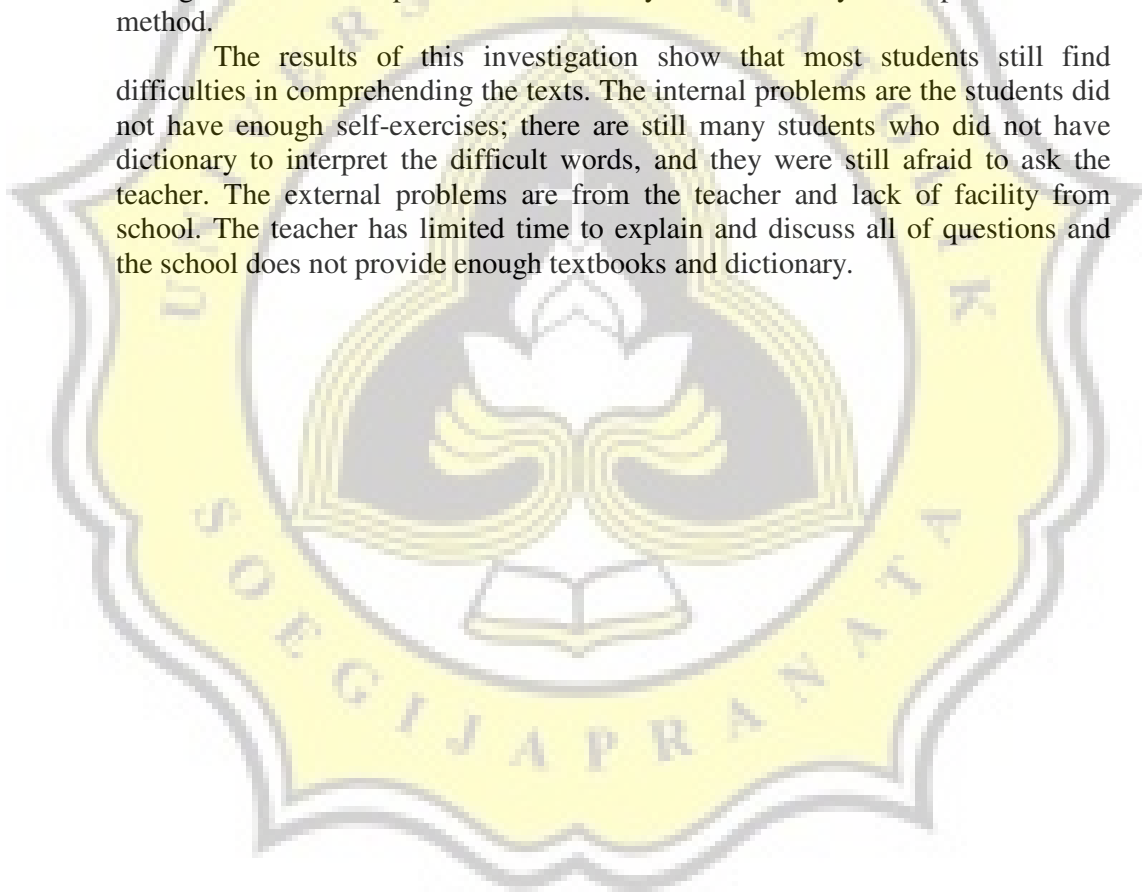 method.
The results of this investigation show that most students still find
difficulties in comprehending the texts. The internal problems are the students did
not have enough self-exercises; there are still many students who did not have
dictionary to interpret the difficult words, and they were still afraid to ask the
teacher. The external problems are from the teacher and lack of facility from
school. The teacher has limited time to explain and discuss all of questions and
the school does not provide enough textbooks and dictionary.
SOEGIJAPRANATA